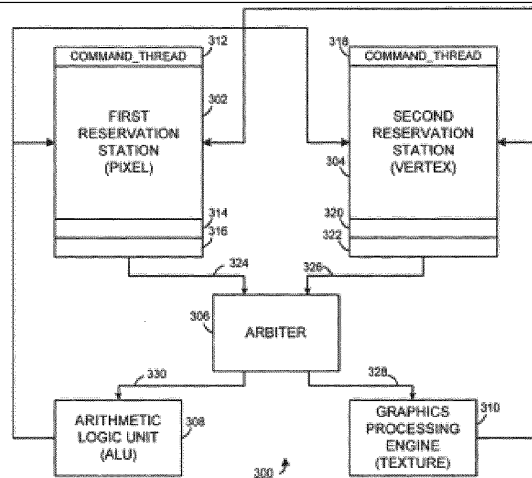 312
COMMAND_THREAD
318
COMMAND_THREAD
FIRST
RESERVATION
STATION
(PIXEL)
302
SECOND
RESERVATION
STATION
(VERTEX)
304
314
316
320
322
324
326
306
ARBITER
330
328
ARITHMETIC
LOGIC UNIT
(ALU)
308
GRAPHICS
PROCESSING
ENGINE
(TEXTURE)
310
300